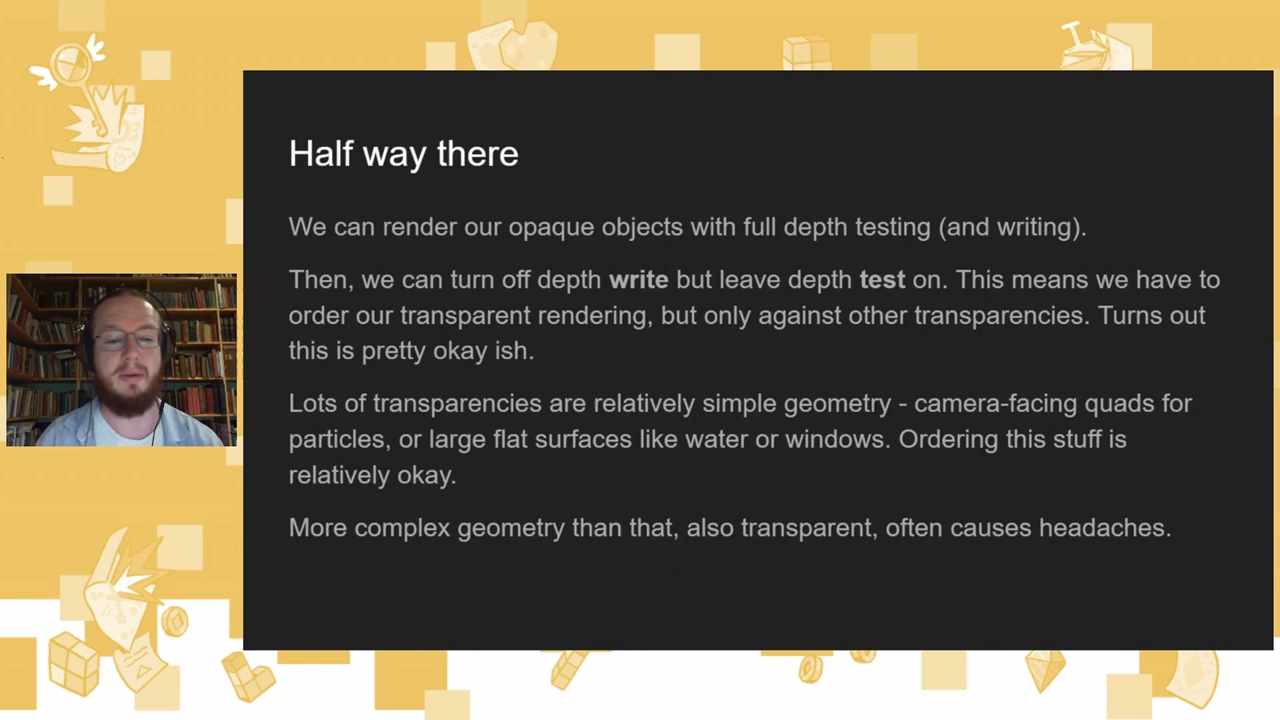 Half way there
We can render our opaque objects with full depth testing (and writing).
Then, we can turn off depth write but leave depth test on. This means we have to
order our transparent rendering, but only against other transparencies. Turns out
this is pretty okay ish.
Lots of transparencies are relatively simple geometry - camera-facing quads for
particles, or large flat surfaces like water or windows. Ordering this stuff is
relatively okay.
More complex geometry than that, also transparent, often causes headaches.